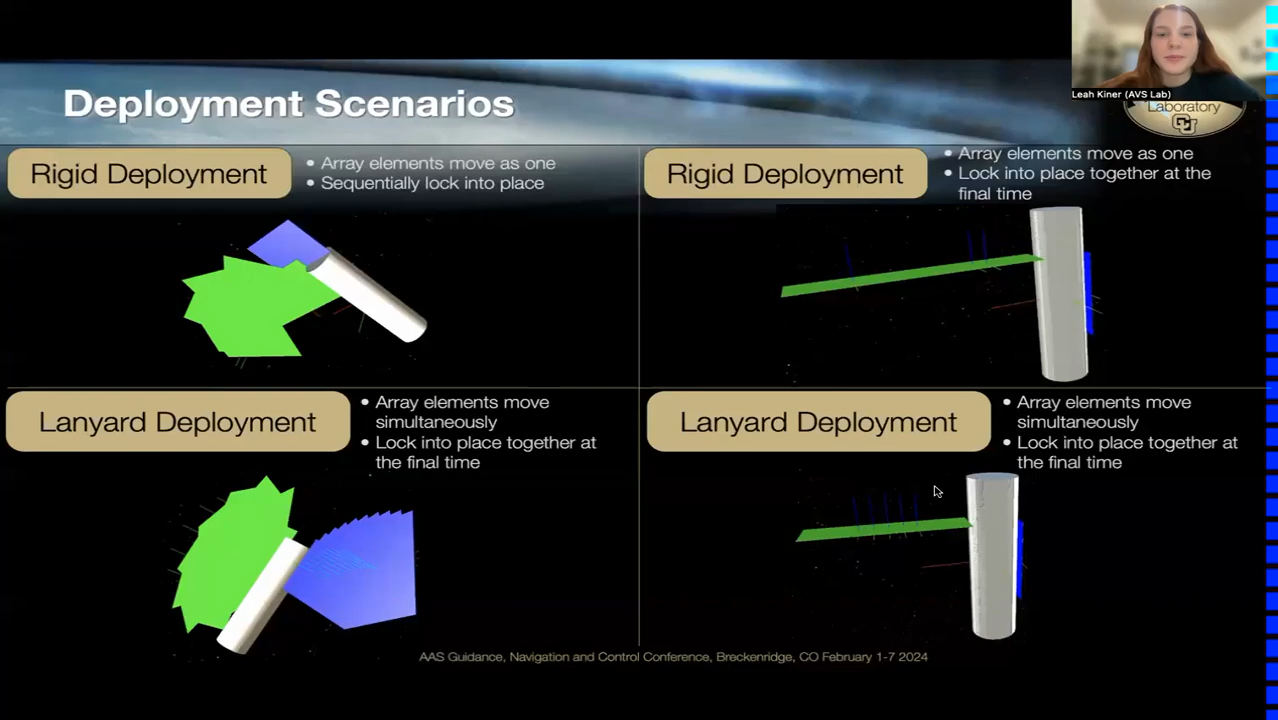 Leah Kiner (AVS Lab)
Laboratory
CU
Deployment Scenarios
Rigid Deployment
• Array elements move as one
• Sequentially lock into place
Rigid Deployment
• Array elements move as one
• Lock into place together at the
final time
Lanyard Deployment
• Array elements move
simultaneously
• Lock into place together at
the final time
Lanyard Deployment
• Array elements move
simultaneously
• Lock into place together at
the final time
AAS Guidance, Navigation and Control Conference, Breckenridge, CO February 1-7 2024